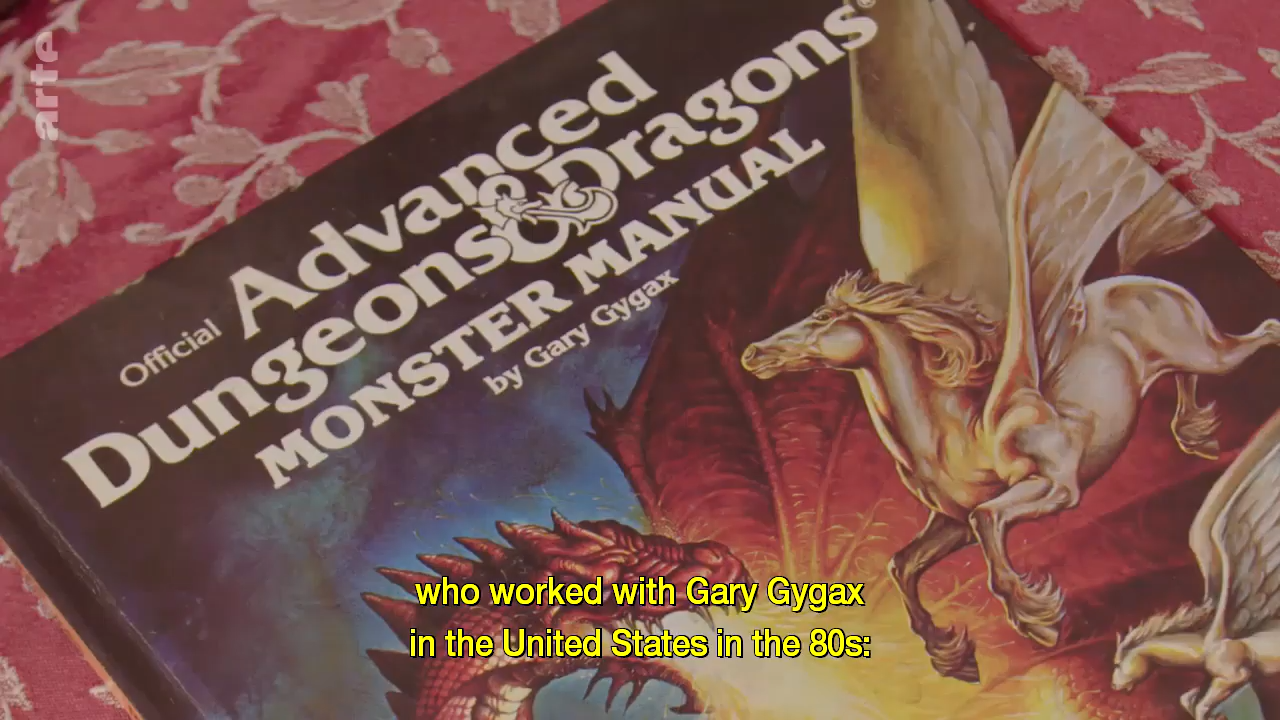 arte
Official
Advanced
Dungeons & Dragons®
MONSTER MANUAL
by Gary Gygax
who worked with Gary Gygax
in the United States in the 80s: